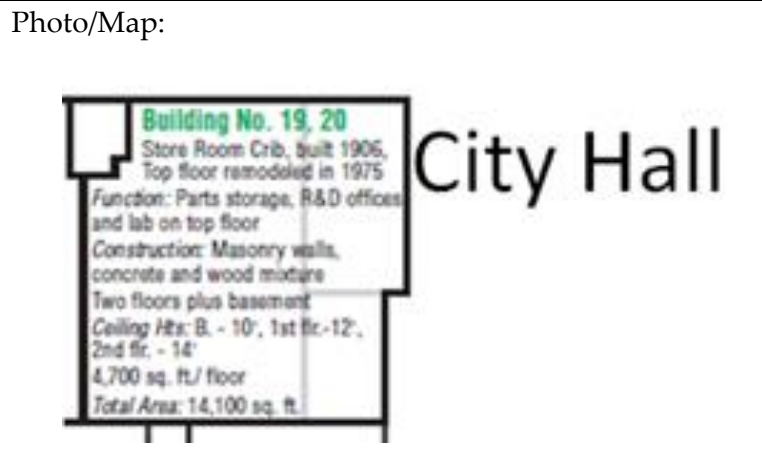 Photo/Map:
Building No. 19, 20
Store Room Crib, built 1906,
Top floor remodeled in 1975
Function: Parts storage, R&D offices
and lab on top floor
Construction: Masonry walls,
concrete and wood mixture
Two floors plus basement
Ceiling Hts: B. - 10', 1st flr.-12',
2nd flr. - 14'
4,700 sq. ft./ floor
Total Area: 14,100 sq. ft.
City Hall